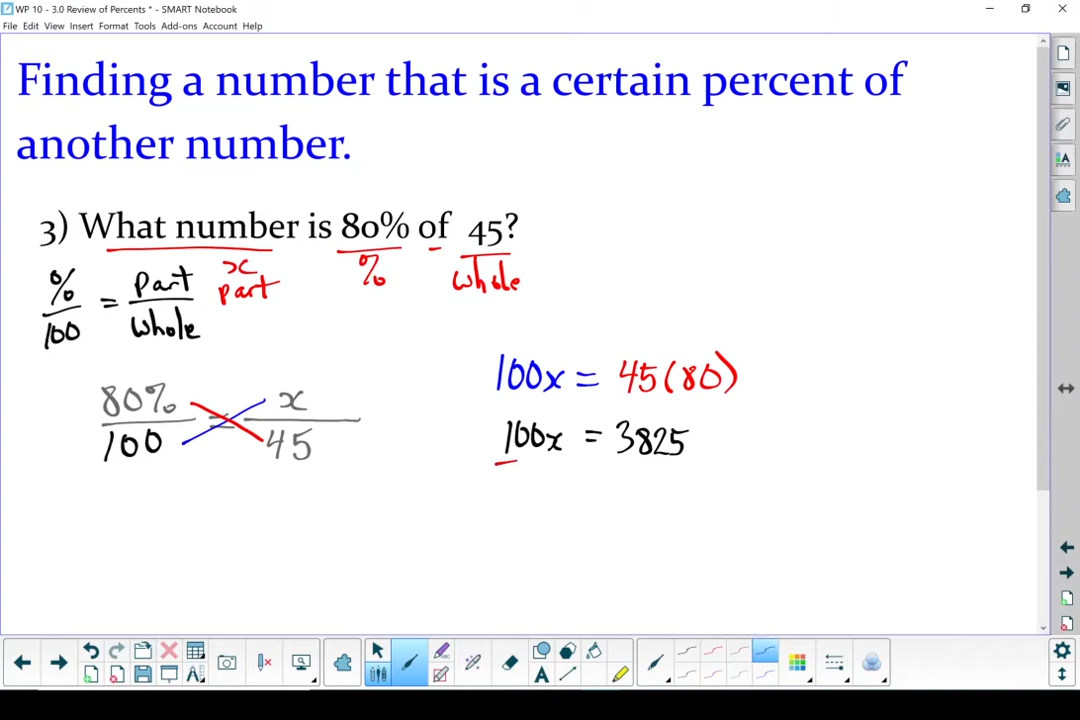 WP 10 - 3.0 Review of Percents * - SMART Notebook
File Edit View Insert Format Tools Add-ons Account Help
Finding a number that is a certain percent of
another number.
3) What number is 80% of 45?
x % whole
part
%/100 = part/whole
80%/100 = x/45
100x = 45(80)
100x = 3825